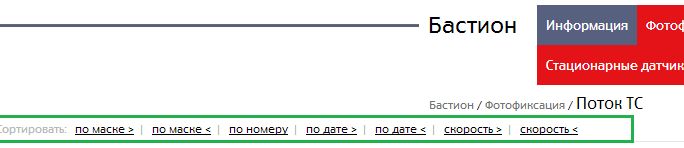 Бастион
Информация
Стационарные
Бастион / Фотофиксация / Поток ТС
Сортировать: по маске > | по маске < | по номеру | по дате > | по дате < | скорость > | скорость <